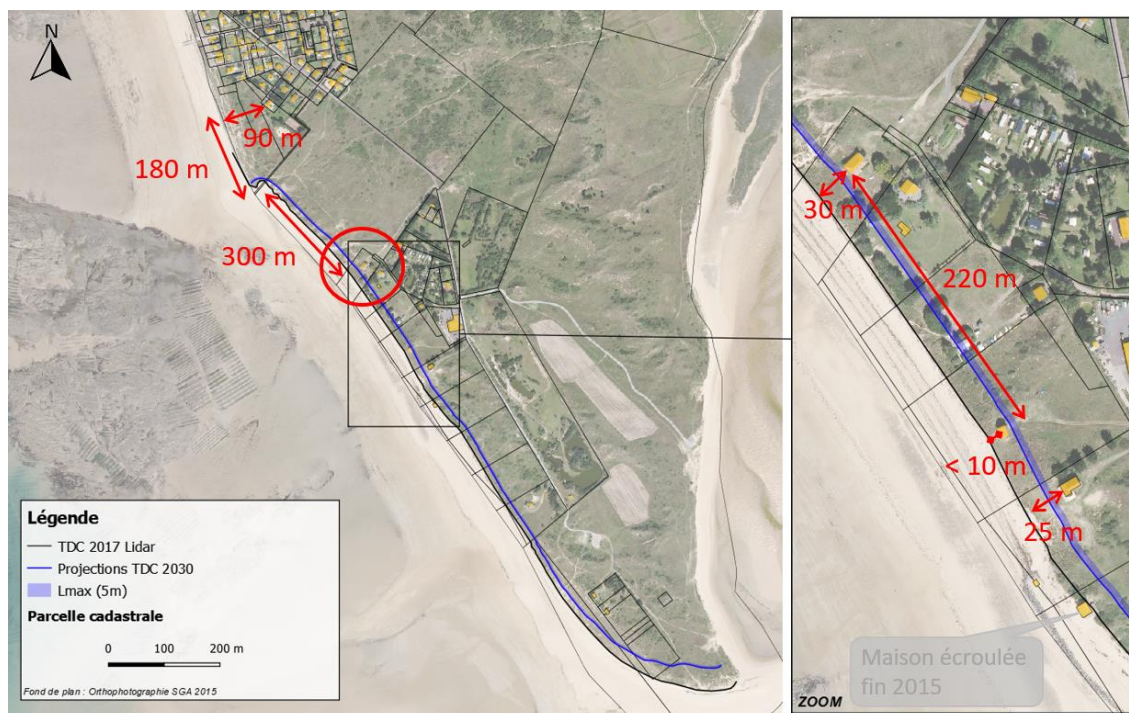 N
90 m
180 m
300 m
Légende
TDC 2017 Lidar
Projections TDC 2030
Lmax (5m)
Parcelle cadastrale
0 100 200 m
Fond de plan : Orthophotographie SGA 2015
30 m
220 m
< 10 m
25 m
Maison écroulée
fin 2015
ZOOM